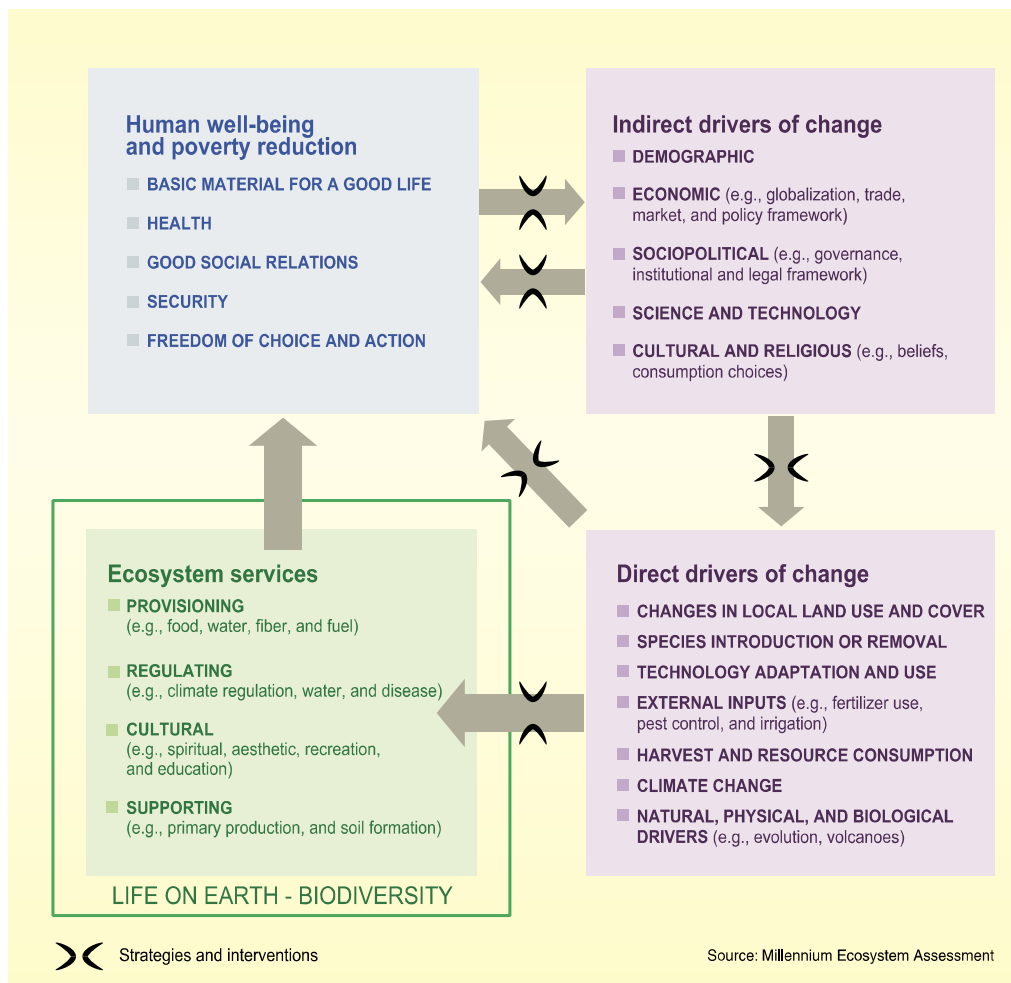 Human well-being
and poverty reduction
BASIC MATERIAL FOR A GOOD LIFE
HEALTH
GOOD SOCIAL RELATIONS
SECURITY
FREEDOM OF CHOICE AND ACTION
Indirect drivers of change
DEMOGRAPHIC
ECONOMIC (e.g., globalization, trade,
market, and policy framework)
SOCIOPOLITICAL (e.g., governance,
institutional and legal framework)
SCIENCE AND TECHNOLOGY
CULTURAL AND RELIGIOUS (e.g., beliefs,
consumption choices)
Ecosystem services
PROVISIONING
(e.g., food, water, fiber, and fuel)
REGULATING
(e.g., climate regulation, water, and disease)
CULTURAL
(e.g., spiritual, aesthetic, recreation,
and education)
SUPPORTING
(e.g., primary production, and soil formation)
LIFE ON EARTH - BIODIVERSITY
Direct drivers of change
CHANGES IN LOCAL LAND USE AND COVER
SPECIES INTRODUCTION OR REMOVAL
TECHNOLOGY ADAPTATION AND USE
EXTERNAL INPUTS (e.g., fertilizer use,
pest control, and irrigation)
HARVEST AND RESOURCE CONSUMPTION
CLIMATE CHANGE
NATURAL, PHYSICAL, AND BIOLOGICAL
DRIVERS (e.g., evolution, volcanoes)
Strategies and interventions
Source: Millennium Ecosystem Assessment